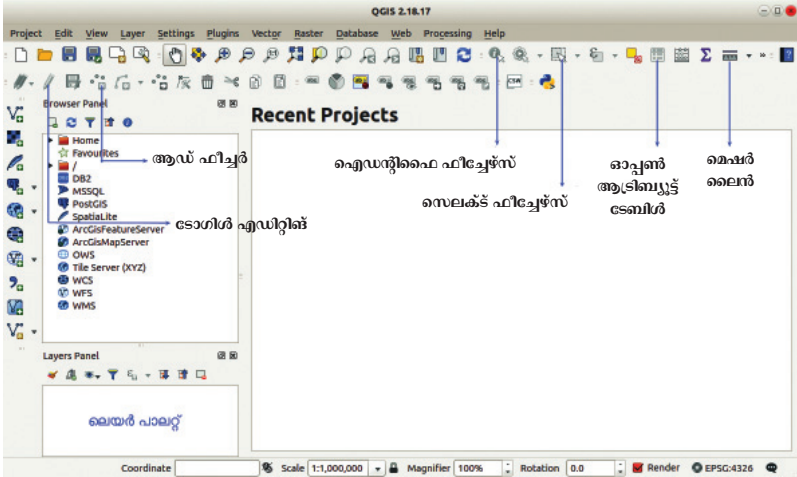 QGIS 2.18.17
Project Edit View Layer Settings Plugins Vector Raster Database Web Processing Help
CSW
Browser Panel
Recent Projects
Home
Favourites
/
DB2
MSSQL
PostGIS
SpatiaLite
ArcGisFeatureServer
ArcGisMapServer
OWS
Tile Server (XYZ)
WCS
WFS
WMS
ആഡ് ഫീച്ചർ
ടോഗിൾ എഡിറ്റിങ്
ഐഡന്റിഫൈ ഫീച്ചേഴ്സ്
സെലക്ട് ഫീച്ചേഴ്സ്
ഓപ്പൺ
ആട്രിബ്യൂട്ട്
ടേബിൾ
മെഷർ
ലൈൻ
Layers Panel
ലെയർ പാലറ്റ്
Coordinate Scale 1:1,000,000 Magnifier 100% Rotation 0.0 Render EPSG:4326